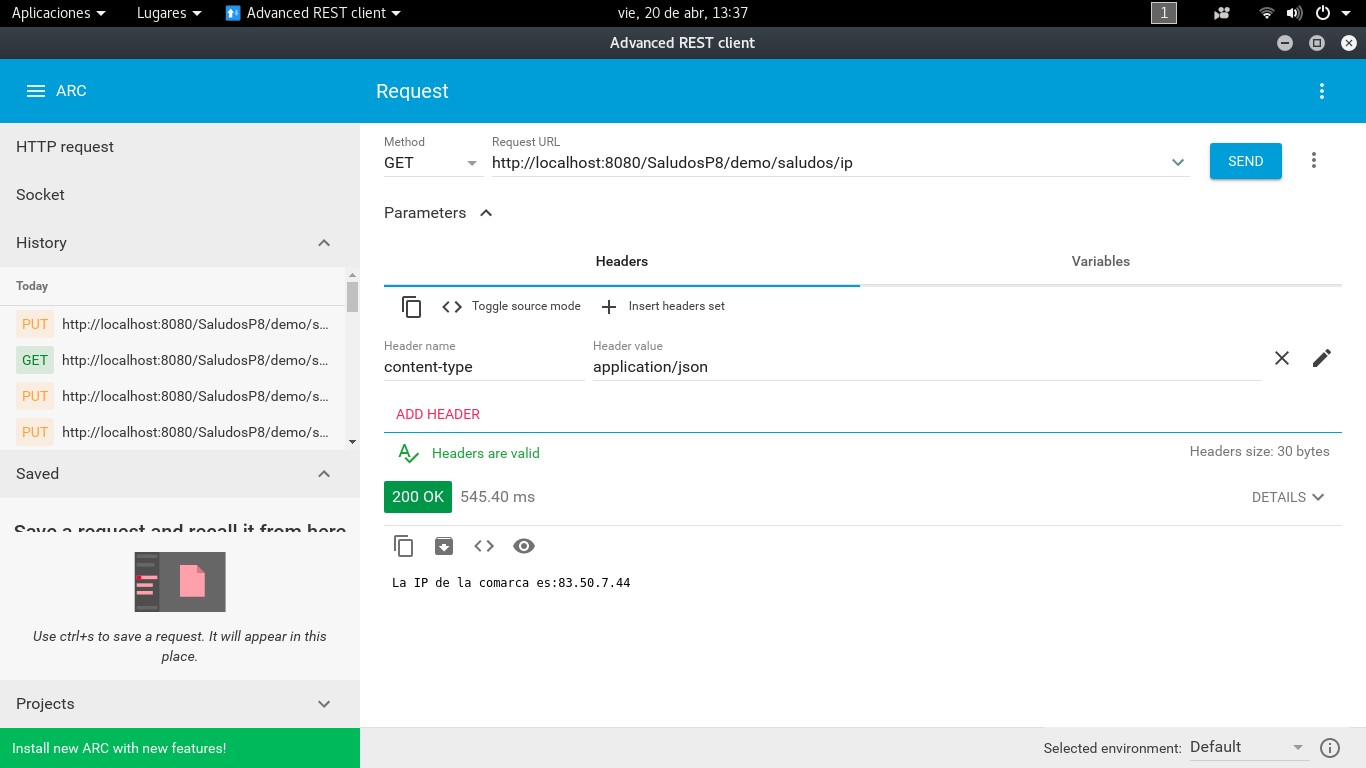 Aplicaciones Lugares Advanced REST client vie, 20 de abr, 13:37 1
Advanced REST client
ARC
Request
HTTP request
Socket
History
Today
PUT http://localhost:8080/SaludosP8/demo/s...
GET http://localhost:8080/SaludosP8/demo/s...
PUT http://localhost:8080/SaludosP8/demo/s...
PUT http://localhost:8080/SaludosP8/demo/s...
Saved
Save a request and recall it from here
Use ctrl+s to save a request. It will appear in this
place.
Projects
Install new ARC with new features!
Method Request URL
GET http://localhost:8080/SaludosP8/demo/saludos/ip SEND
Parameters
Headers Variables
Toggle source mode Insert headers set
Header name Header value
content-type application/json
ADD HEADER
Headers are valid Headers size: 30 bytes
200 OK 545.40 ms DETAILS
La IP de la comarca es:83.50.7.44
Selected environment: Default